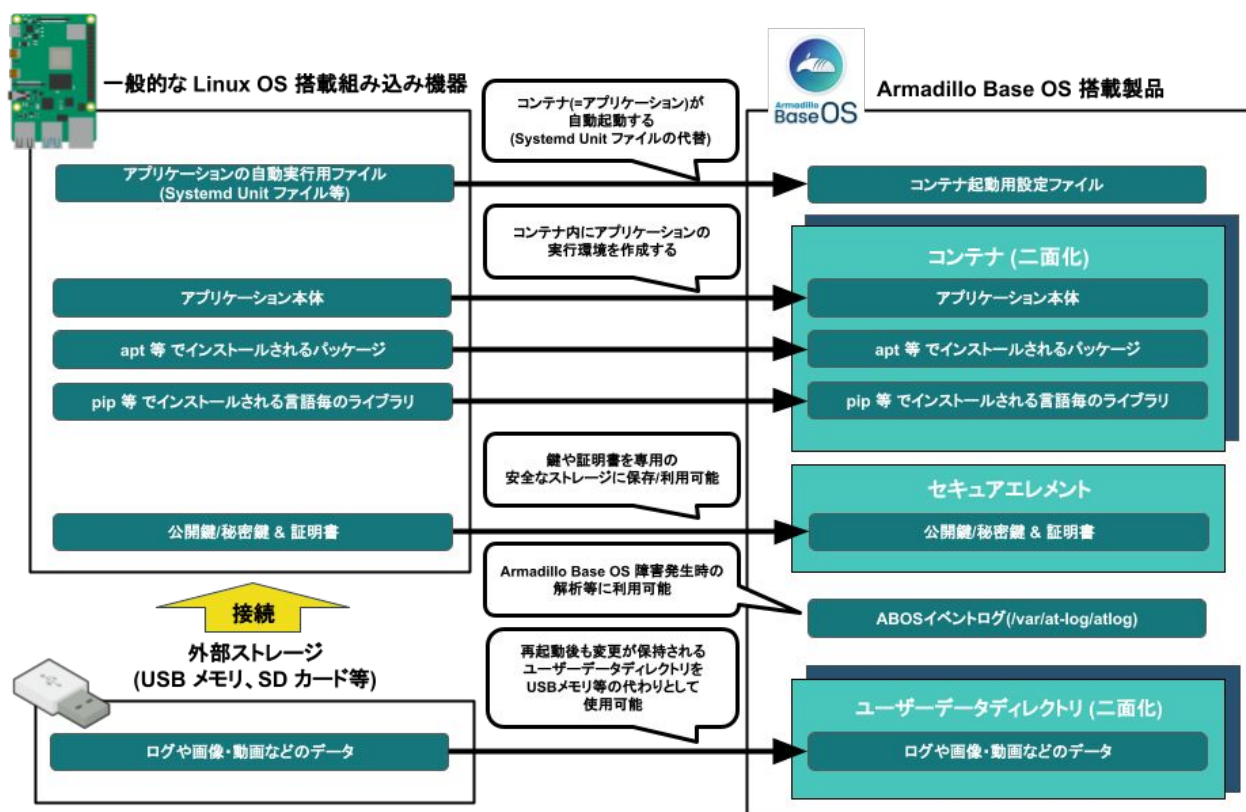 一般的な Linux OS 搭載組み込み機器
Armadillo
Base OS
Armadillo Base OS 搭載製品
コンテナ(=アプリケーション)が
自動起動する
(Systemd Unit ファイルの代替)
アプリケーションの自動実行用ファイル
(Systemd Unit ファイル等)
コンテナ起動用設定ファイル
コンテナ内にアプリケーションの
実行環境を作成する
コンテナ (二面化)
アプリケーション本体
アプリケーション本体
apt 等 でインストールされるパッケージ
apt 等 でインストールされるパッケージ
pip 等 でインストールされる言語毎のライブラリ
pip 等 でインストールされる言語毎のライブラリ
鍵や証明書を専用の
安全なストレージに保存/利用可能
セキュアエレメント
公開鍵/秘密鍵 & 証明書
公開鍵/秘密鍵 & 証明書
Armadillo Base OS 障害発生時の
解析等に利用可能
ABOSイベントログ(/var/at-log/atlog)
接続
外部ストレージ
(USB メモリ、SD カード等)
再起動後も変更が保持される
ユーザーデータディレクトリを
USBメモリ等の代わりとして
使用可能
ユーザーデータディレクトリ (二面化)
ログや画像・動画などのデータ
ログや画像・動画などのデータ